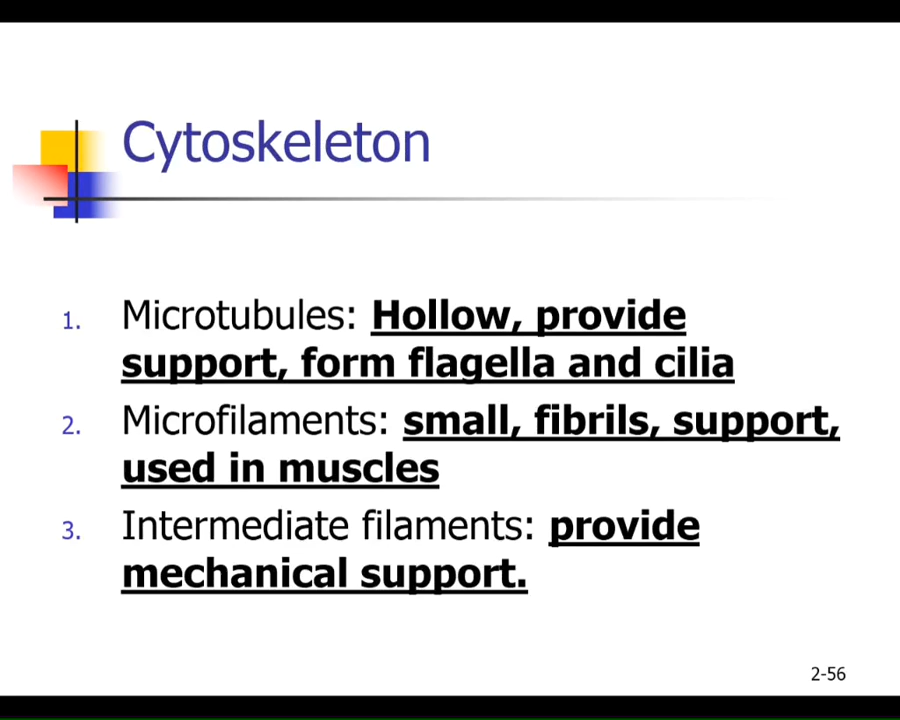 Cytoskeleton
1. Microtubules: Hollow, provide
support, form flagella and cilia
2. Microfilaments: small, fibrils, support,
used in muscles
3. Intermediate filaments: provide
mechanical support.
2-56